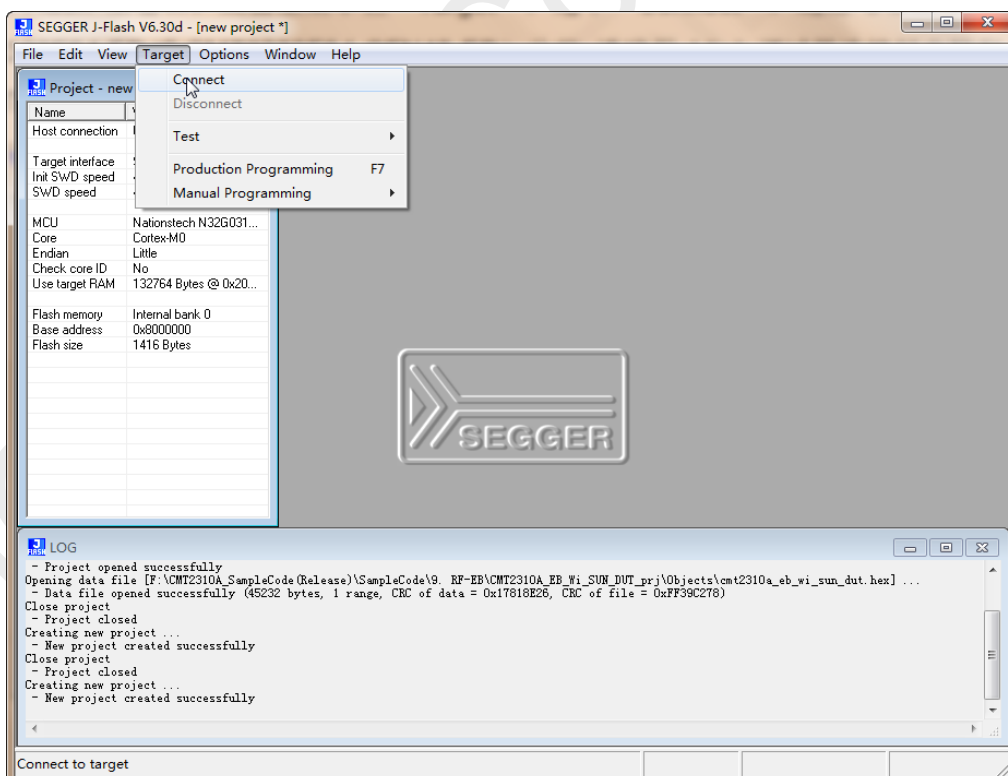 SEGGER J-Flash V6.30d - [new project *]
File Edit View Target Options Window Help
Connect
Disconnect
Test
Production Programming F7
Manual Programming
Project - new
Name
Host connection
Target interface
Init SWD speed
SWD speed
MCU Nationstech N32G031...
Core Cortex-M0
Endian Little
Check core ID No
Use target RAM 132764 Bytes @ 0x20...
Flash memory Internal bank 0
Base address 0x8000000
Flash size 1416 Bytes
SEGGER
LOG
- Project opened successfully
Opening data file [F:\CMT2310A_SampleCode(Release)\SampleCode\9. RF-EB\CMT2310A_EB_Wi_SUN_DUT_prj\Objects\cmt2310a_eb_wi_sun_dut.hex] ...
- Data file opened successfully (45232 bytes, 1 range, CRC of data = 0x17818E26, CRC of file = 0xFF39C278)
Close project
- Project closed
Creating new project ...
- New project created successfully
Close project
- Project closed
Creating new project ...
- New project created successfully
Connect to target